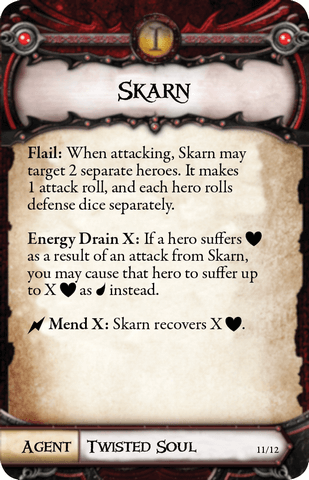 I
Skarn
Flail: When attacking, Skarn may
target 2 separate heroes. It makes
1 attack roll, and each hero rolls
defense dice separately.
Energy Drain X: If a hero suffers
as a result of an attack from Skarn,
you may cause that hero to suffer up
to X as instead.
Mend X: Skarn recovers X .
Agent Twisted Soul 11/12